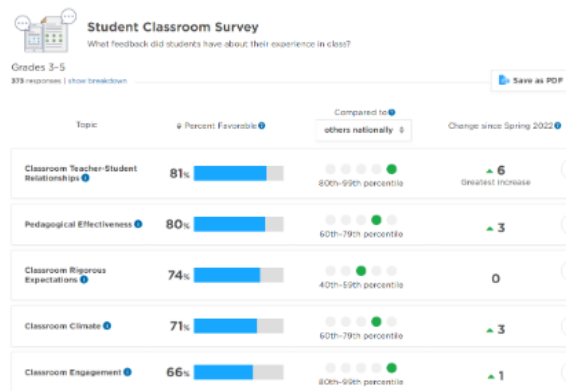 Student Classroom Survey
What feedback did students have about their experience in class?
Grades 3-5
373 responses | show breakdown
Save as PDF
Topic
Percent Favorable
Compared to
others nationally
Change since Spring 2022
Classroom Teacher-Student
Relationships
81%
80th-99th percentile
6
Greatest Increase
Pedagogical Effectiveness
80%
60th-79th percentile
3
Classroom Rigorous
Expectations
74%
40th-59th percentile
0
Classroom Climate
71%
60th-79th percentile
3
Classroom Engagement
66%
80th-99th percentile
1